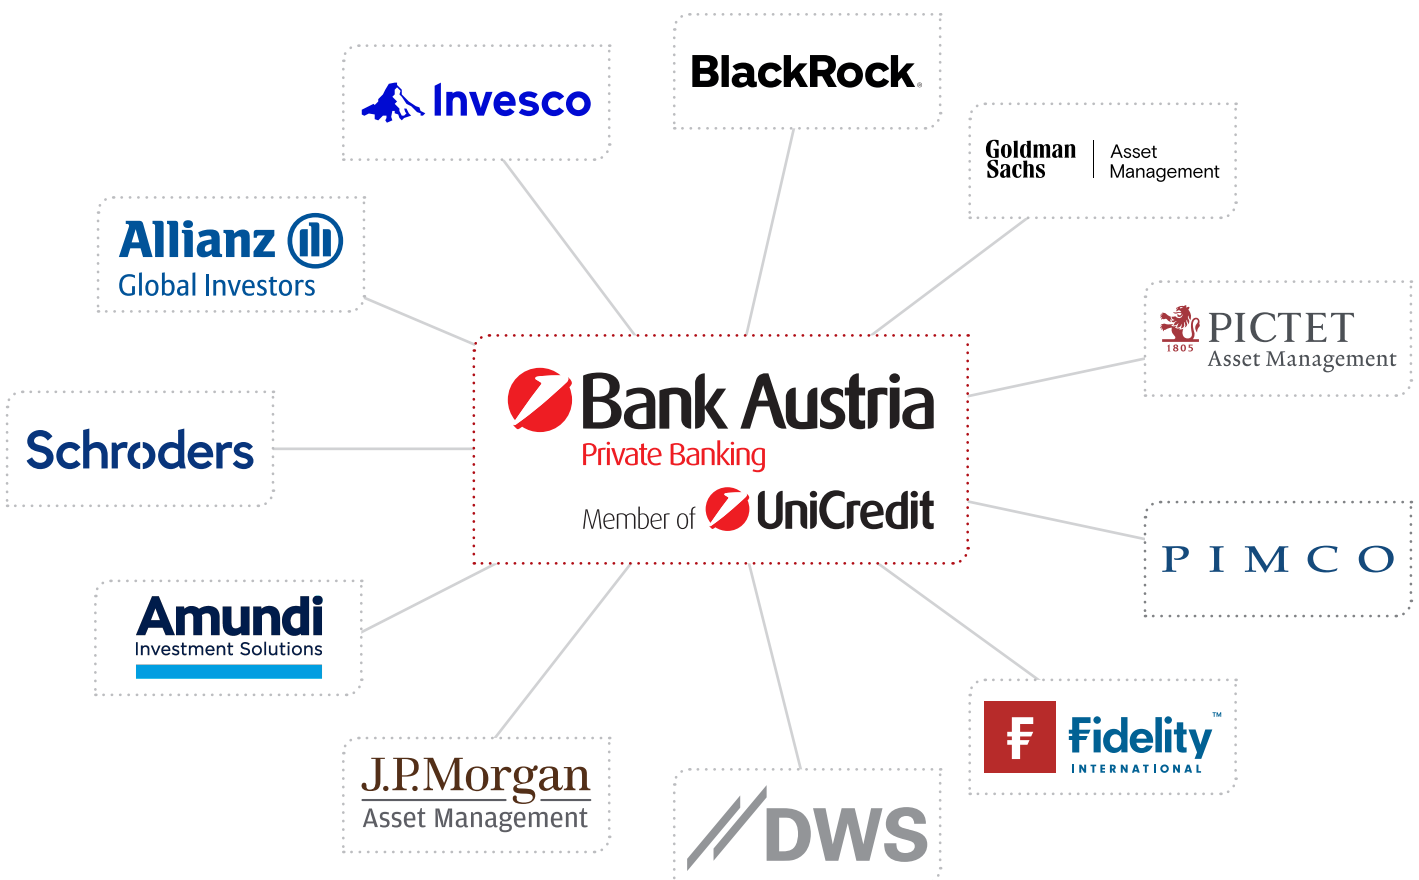 BlackRock®
Invesco
Goldman
Sachs
Asset
Management
Allianz
Global Investors
PICTET
1805
Asset Management
Bank Austria
Private Banking
Member of UniCredit
Schroders
PIMCO
Amundi
Investment Solutions
F Fidelity™
INTERNATIONAL
J.P.Morgan
Asset Management
DWS